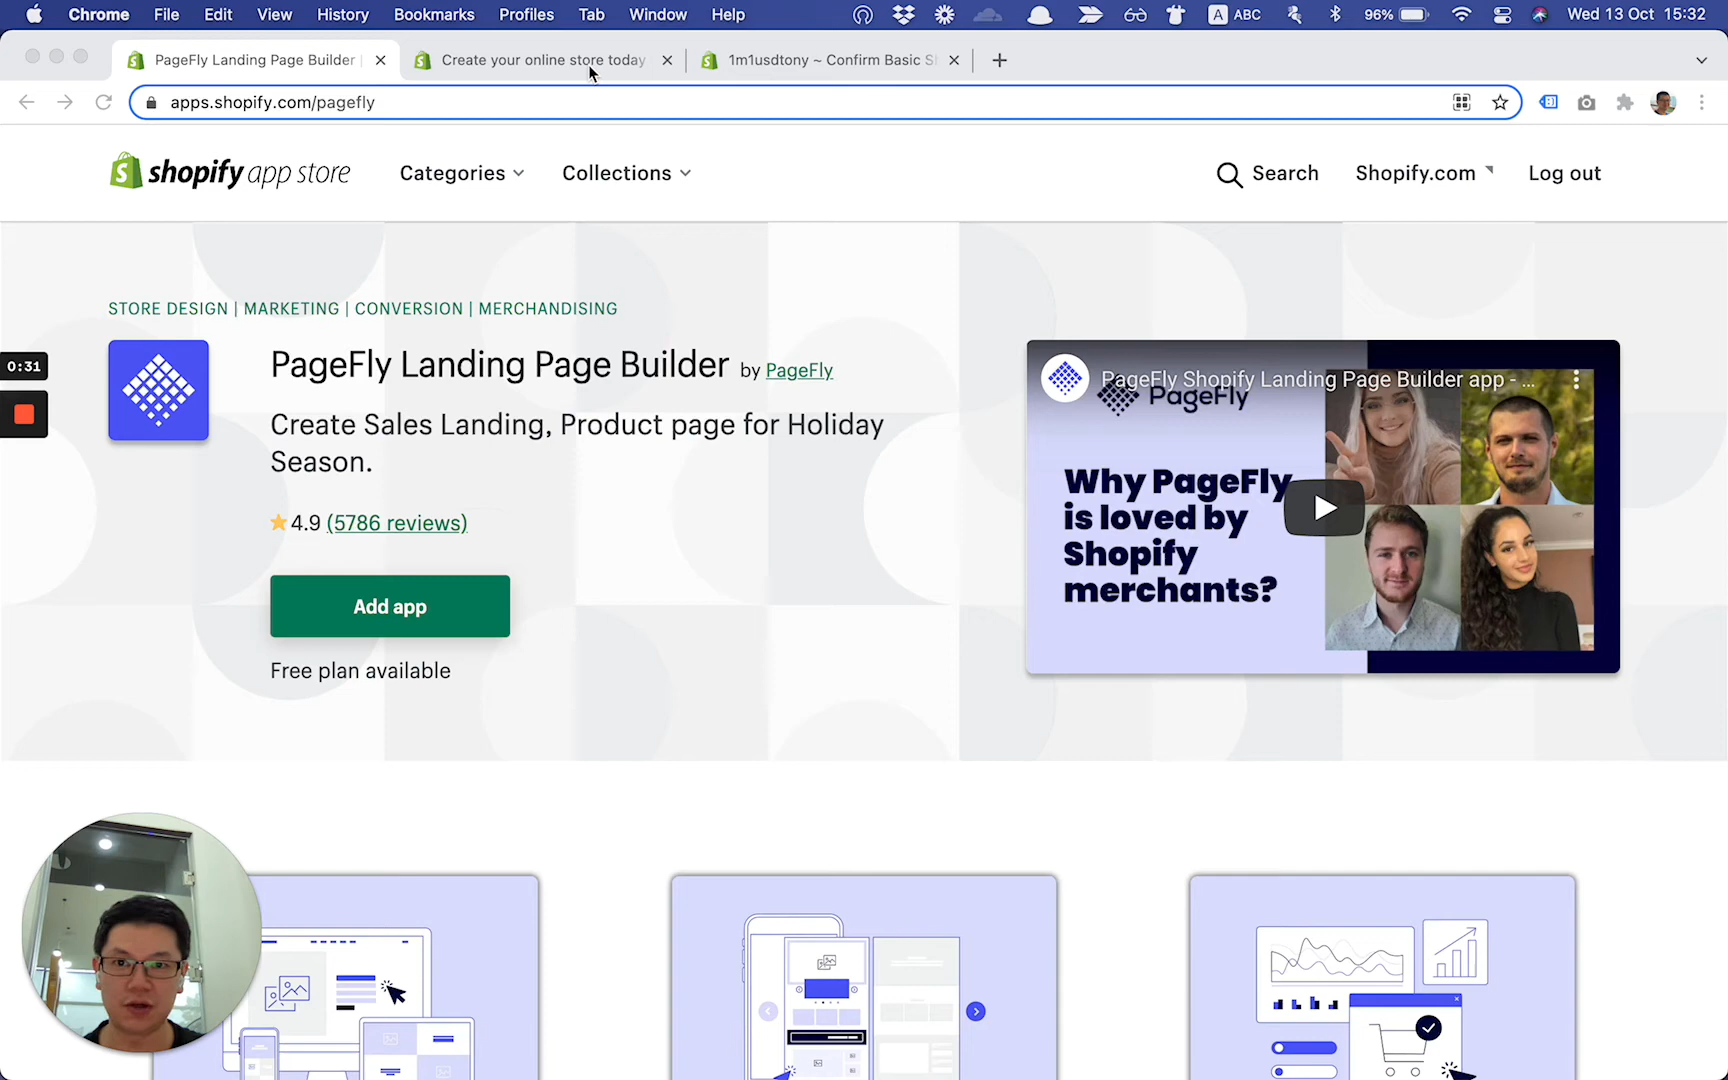 Chrome File Edit View History Bookmarks Profiles Tab Window Help A ABC 96% Wed 13 Oct 15:32
PageFly Landing Page Builder Create your online store today 1m1usdtony ~ Confirm Basic S
apps.shopify.com/pagefly
shopify app store Categories Collections Search Shopify.com Log out
STORE DESIGN | MARKETING | CONVERSION | MERCHANDISING
PageFly Landing Page Builder by PageFly
Create Sales Landing, Product page for Holiday
Season.
4.9 (5786 reviews)
Add app
Free plan available
0:31
PageFly Shopify Landing Page Builder app - ...
PageFly
Why PageFly
is loved by
Shopify
merchants?